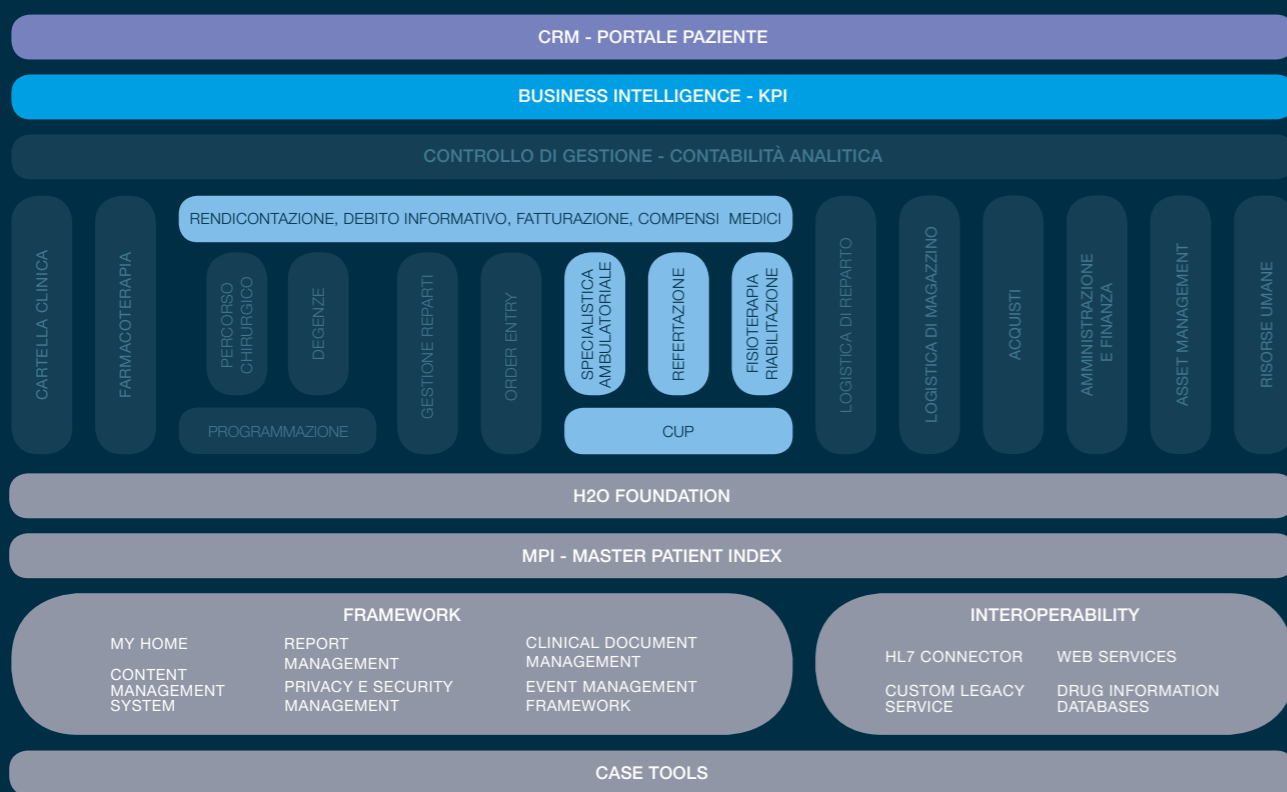 CRM - PORTALE PAZIENTE
BUSINESS INTELLIGENCE - KPI
CONTROLLO DI GESTIONE - CONTABILITÀ ANALITICA
CARTELLA CLINICA
FARMACOTERAPIA
RENDICONTAZIONE, DEBITO INFORMATIVO, FATTURAZIONE, COMPENSI MEDICI
PERCORSO
CHIRURGICO
DEGENZE
PROGRAMMAZIONE
GESTIONE REPARTI
ORDER ENTRY
SPECIALISTICA
AMBULATORIALE
REFERTAZIONE
FISIOTERAPIA
RIABILITAZIONE
CUP
LOGISTICA DI REPARTO
LOGISTICA DI MAGAZZINO
ACQUISTI
AMMINISTRAZIONE
E FINANZA
ASSET MANAGEMENT
RISORSE UMANE
H2O FOUNDATION
MPI - MASTER PATIENT INDEX
FRAMEWORK
MY HOME
CONTENT
MANAGEMENT
SYSTEM
REPORT
MANAGEMENT
PRIVACY E SECURITY
MANAGEMENT
CLINICAL DOCUMENT
MANAGEMENT
EVENT MANAGEMENT
FRAMEWORK
INTEROPERABILITY
HL7 CONNECTOR
CUSTOM LEGACY
SERVICE
WEB SERVICES
DRUG INFORMATION
DATABASES
CASE TOOLS